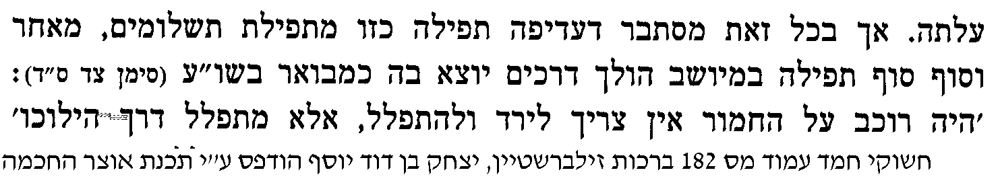 עלתה. אך בכל זאת מסתבר דעדיפה תפילה כזו מתפילת תשלומים, מאחר
וסוף סוף תפילה במיושב הולך דרכים יוצא בה כמבואר בשו״ע (סימן צד ס״ד):
׳היה רוכב על החמור אין צריך לירד ולהתפלל, אלא מתפלל דרך הילוכו׳
חשוקי חמד עמוד מס 182 ברכות זילברשטיין, יצחק בן דוד יוסף הודפס ע״י תכנת אוצר החכמה